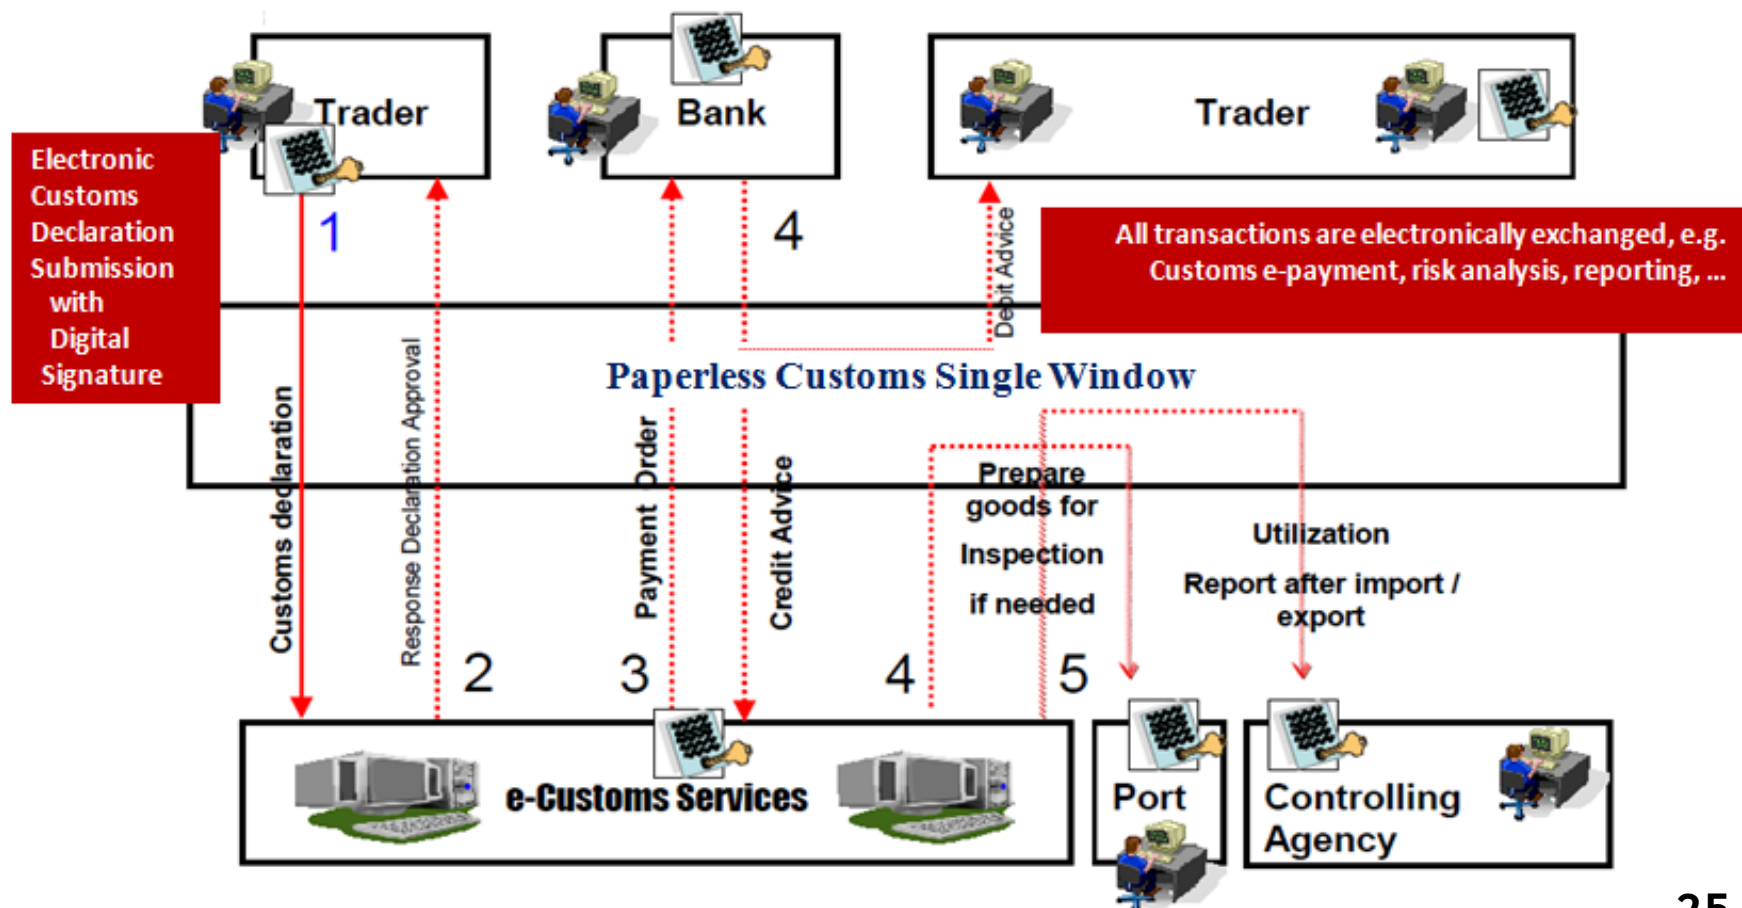 Trader
Bank
Trader
Electronic
Customs
Declaration
Submission
with
Digital
Signature
1
4
Debit Advice
All transactions are electronically exchanged, e.g.
Customs e-payment, risk analysis, reporting, ...
Paperless Customs Single Window
Customs declaration
Response Declaration Approval
Payment Order
Credit Advice
Prepare
goods for
Inspection
if needed
Utilization
Report after import /
export
2
3
4
5
e-Customs Services
Port
Controlling
Agency
25